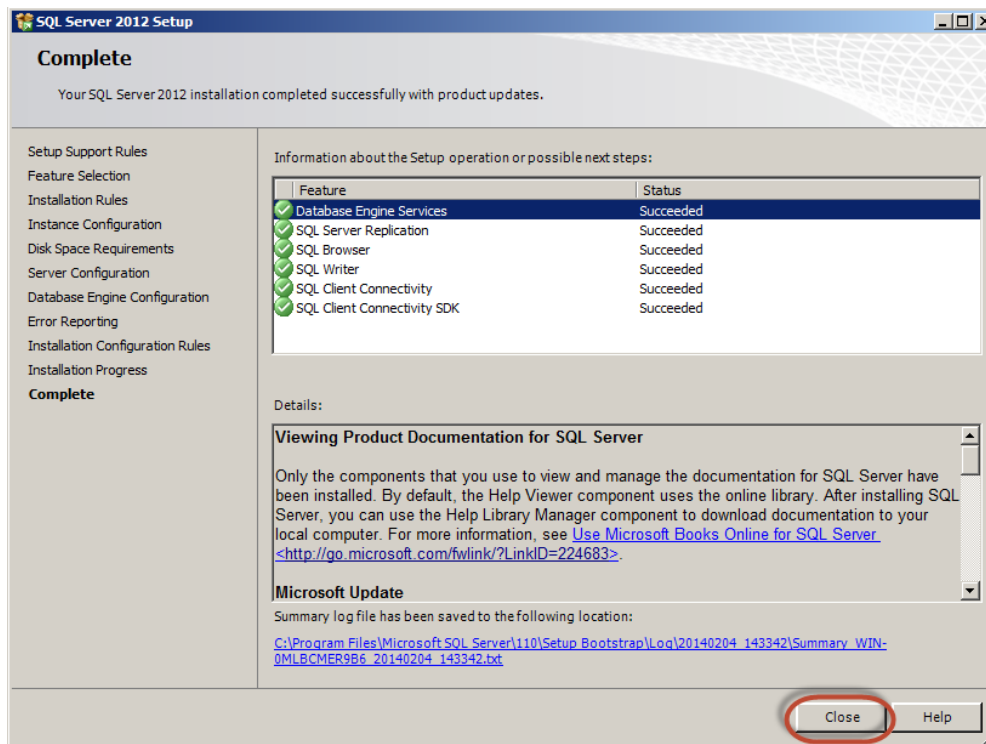 SQL Server 2012 Setup
Complete
Your SQL Server 2012 installation completed successfully with product updates.
Setup Support Rules
Feature Selection
Installation Rules
Instance Configuration
Disk Space Requirements
Server Configuration
Database Engine Configuration
Error Reporting
Installation Configuration Rules
Installation Progress
Complete
Information about the Setup operation or possible next steps:
Feature Status
Database Engine Services Succeeded
SQL Server Replication Succeeded
SQL Browser Succeeded
SQL Writer Succeeded
SQL Client Connectivity Succeeded
SQL Client Connectivity SDK Succeeded
Details:
Viewing Product Documentation for SQL Server
Only the components that you use to view and manage the documentation for SQL Server have
been installed. By default, the Help Viewer component uses the online library. After installing SQL
Server, you can use the Help Library Manager component to download documentation to your
local computer. For more information, see Use Microsoft Books Online for SQL Server
<http://go.microsoft.com/fwlink/?LinkID=224683>.
Microsoft Update
Summary log file has been saved to the following location:
C:\Program Files\Microsoft SQL Server\110\Setup Bootstrap\Log\20140204_143342\Summary_WIN-
0MLBCMER9B6_20140204_143342.txt
Close Help